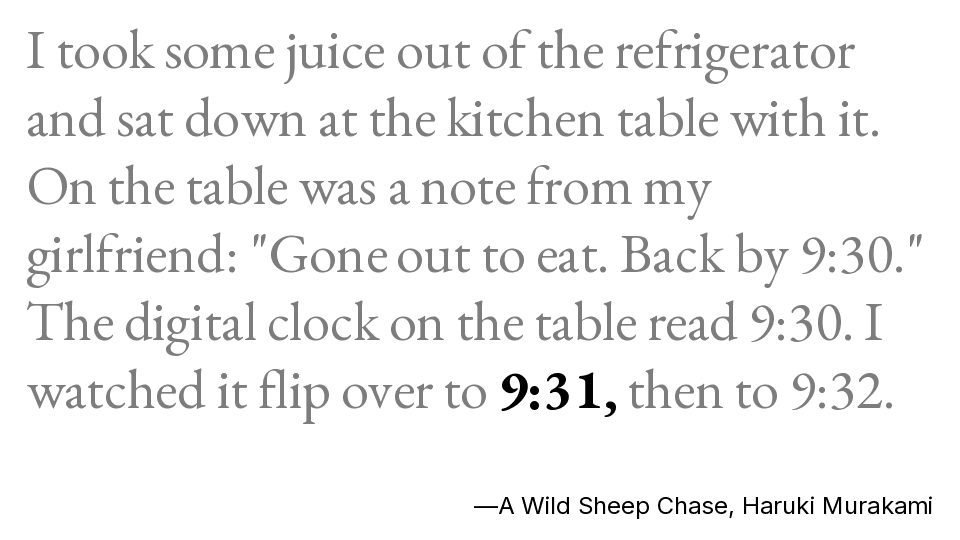 I took some juice out of the refrigerator
and sat down at the kitchen table with it.
On the table was a note from my
girlfriend: "Gone out to eat. Back by 9:30."
The digital clock on the table read 9:30. I
watched it flip over to 9:31, then to 9:32.
—A Wild Sheep Chase, Haruki Murakami